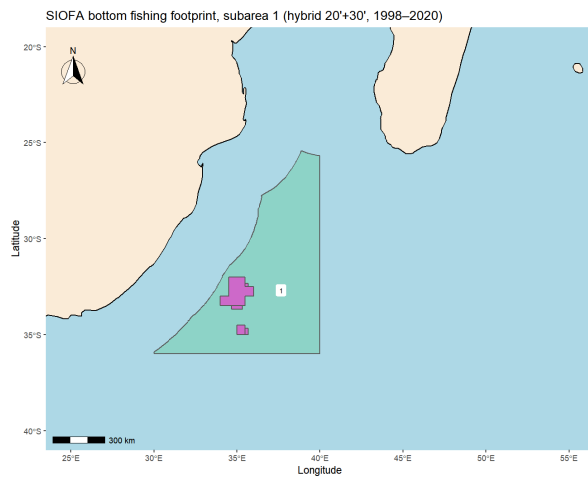 SIOFA bottom fishing footprint, subarea 1 (hybrid 20'+30', 1998–2020)
N
20°S
25°S
30°S
35°S
40°S
Latitude
1
300 km
25°E
30°E
35°E
40°E
45°E
50°E
55°E
Longitude